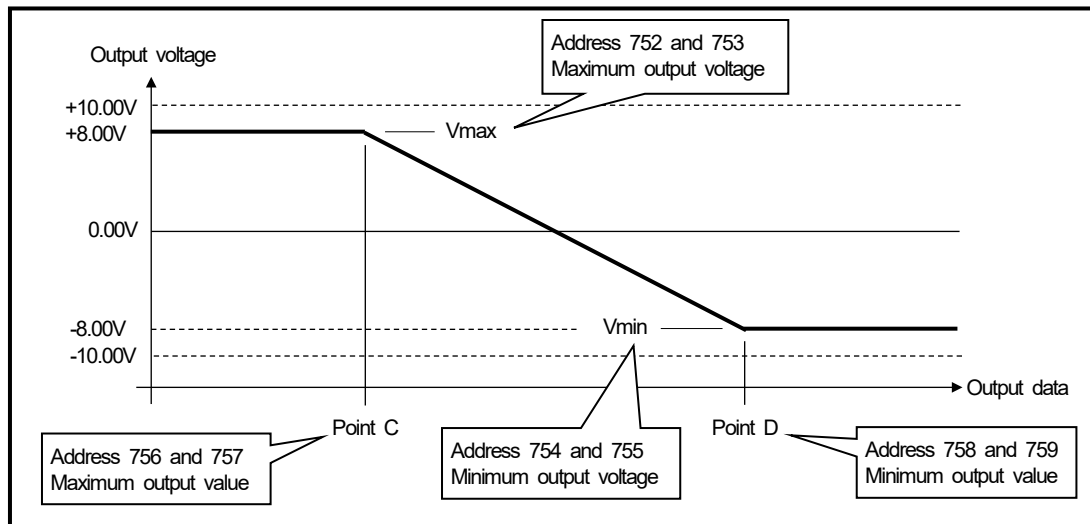 Output voltage
Address 752 and 753
Maximum output voltage
+10.00V
+8.00V
Vmax
0.00V
-8.00V
Vmin
-10.00V
Output data
Point C
Point D
Address 756 and 757
Maximum output value
Address 754 and 755
Minimum output voltage
Address 758 and 759
Minimum output value